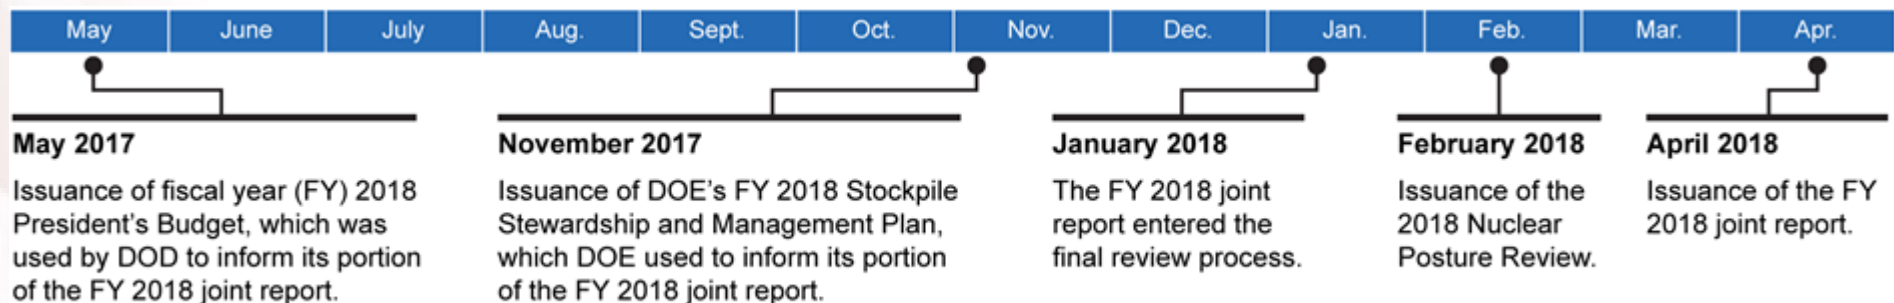 May June July Aug. Sept. Oct. Nov. Dec. Jan. Feb. Mar. Apr.
May 2017
Issuance of fiscal year (FY) 2018
President’s Budget, which was
used by DOD to inform its portion
of the FY 2018 joint report.
November 2017
Issuance of DOE’s FY 2018 Stockpile
Stewardship and Management Plan,
which DOE used to inform its portion
of the FY 2018 joint report.
January 2018
The FY 2018 joint
report entered the
final review process.
February 2018
Issuance of the
2018 Nuclear
Posture Review.
April 2018
Issuance of the FY
2018 joint report.